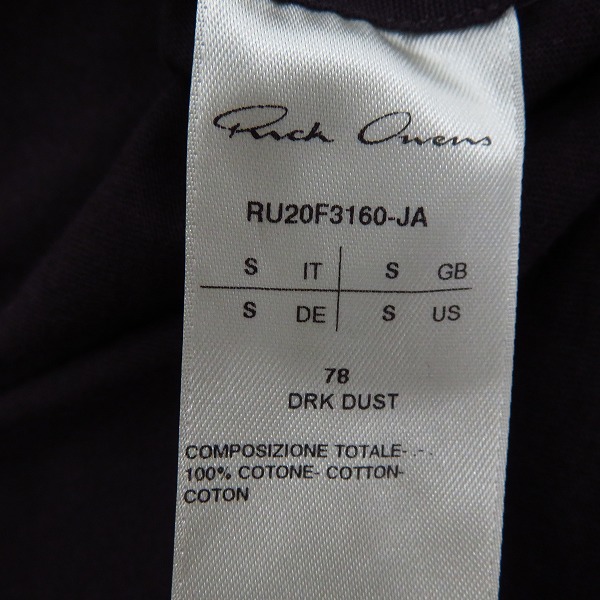 Rick Owens
RU20F3160-JA
S IT S GB
S DE S US
78
DRK DUST
COMPOSIZIONE TOTALE- -.-.
100% COTONE- COTTON-
COTON